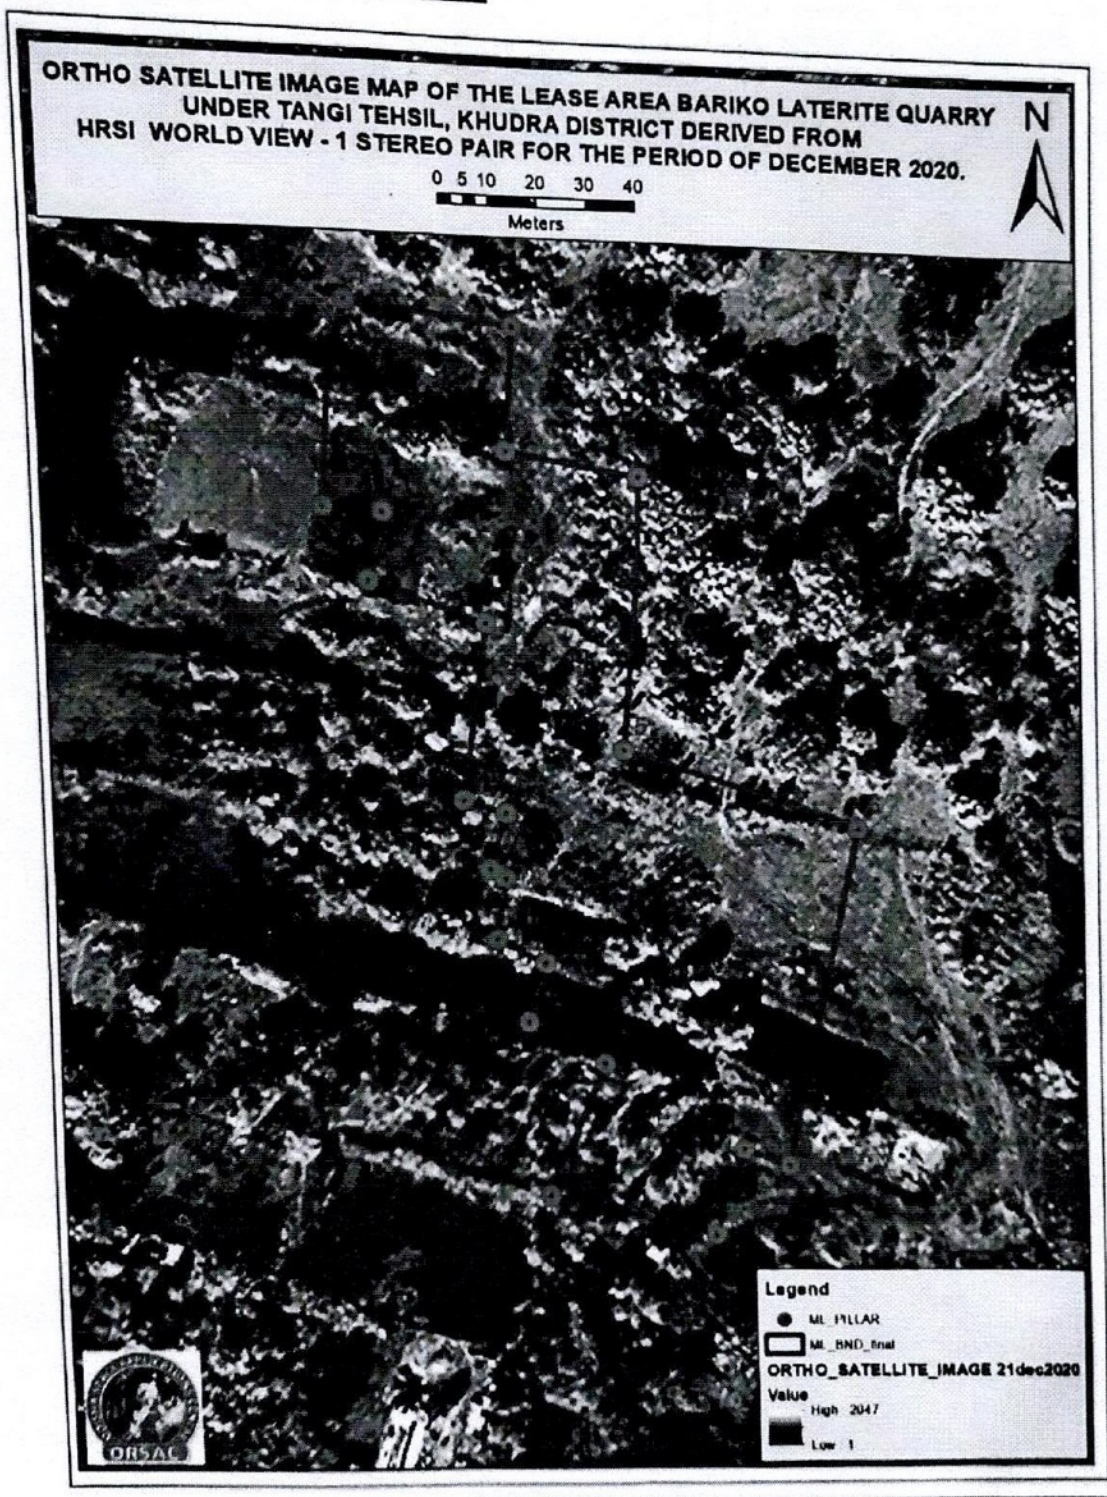 ORTHO SATELLITE IMAGE MAP OF THE LEASE AREA BARIKO LATERITE QUARRY
UNDER TANGI TEHSIL, KHUDRA DISTRICT DERIVED FROM
HRSI WORLD VIEW - 1 STEREO PAIR FOR THE PERIOD OF DECEMBER 2020.
N
0 5 10 20 30 40
Meters
Legend
ML_PILLAR
ML_BND_final
ORTHO_SATELLITE_IMAGE 21dec2020
Value
High 2047
Low 1
ORSAC